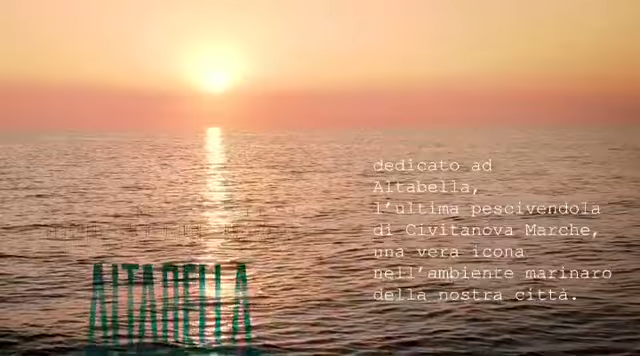 dedicato ad
Altabella,
l'ultima pescivendola
di Civitanova Marche,
una vera icona
nell'ambiente marinaro
della nostra città.
ALTABELLA